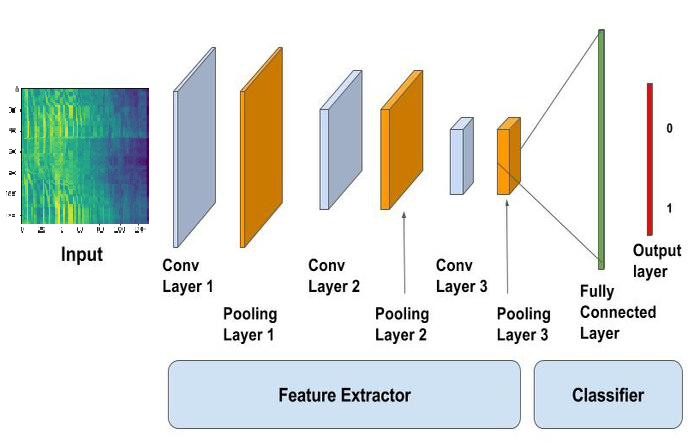 0
1
Input
Conv
Layer 1
Pooling
Layer 1
Conv
Layer 2
Pooling
Layer 2
Conv
Layer 3
Pooling
Layer 3
Fully
Connected
Layer
Output
layer
Feature Extractor
Classifier